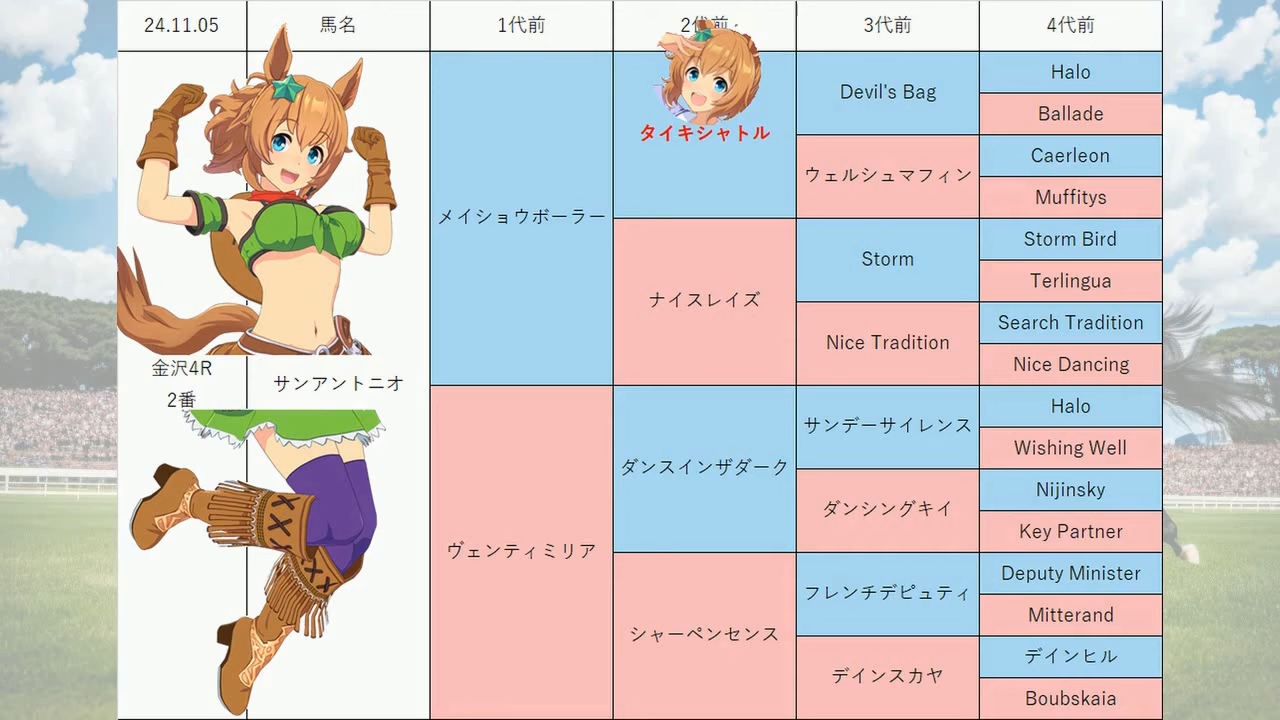 24.11.05
馬名
1代前
2代前
3代前
4代前
金沢4R
2番
サンアントニオ
メイショウボーラー
ヴェンティミリア
タイキシャトル
ナイスレイズ
ダンスインザダーク
シャーペンセンス
Devil's Bag
ウェルシュマフィン
Storm
Nice Tradition
サンデーサイレンス
ダンシングキイ
フレンチデピュティ
デインスカヤ
Halo
Ballade
Caerleon
Muffitys
Storm Bird
Terlingua
Search Tradition
Nice Dancing
Halo
Wishing Well
Nijinsky
Key Partner
Deputy Minister
Mitterand
デインヒル
Boubskaia